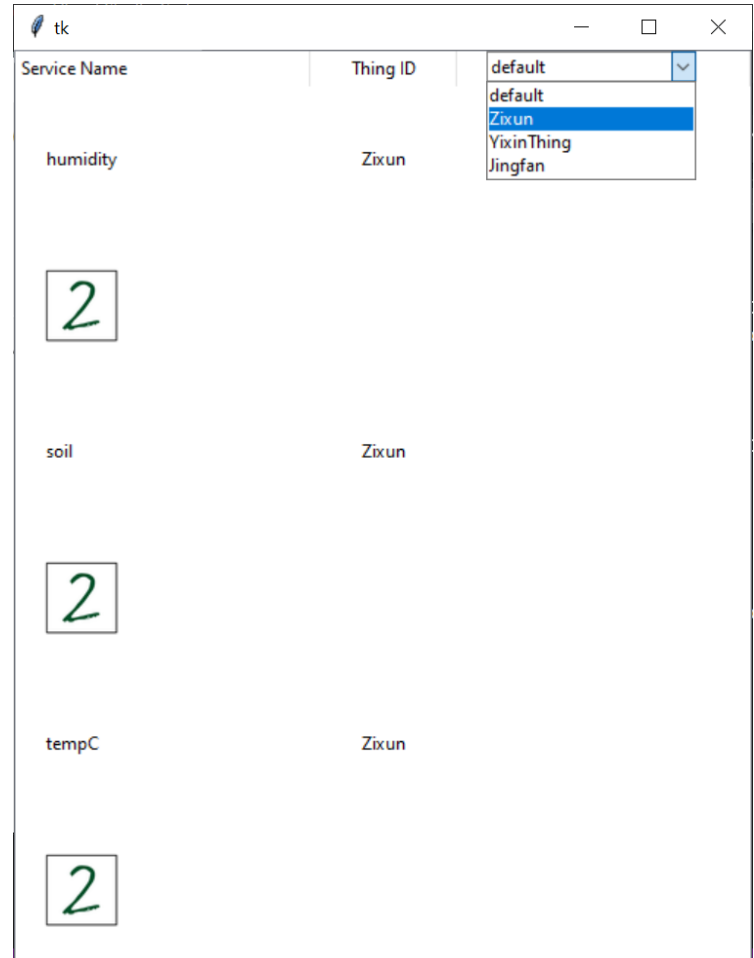 tk
Service Name Thing ID default
default
Zixun
YixinThing
Jingfan
humidity Zixun
2
soil Zixun
2
tempC Zixun
2